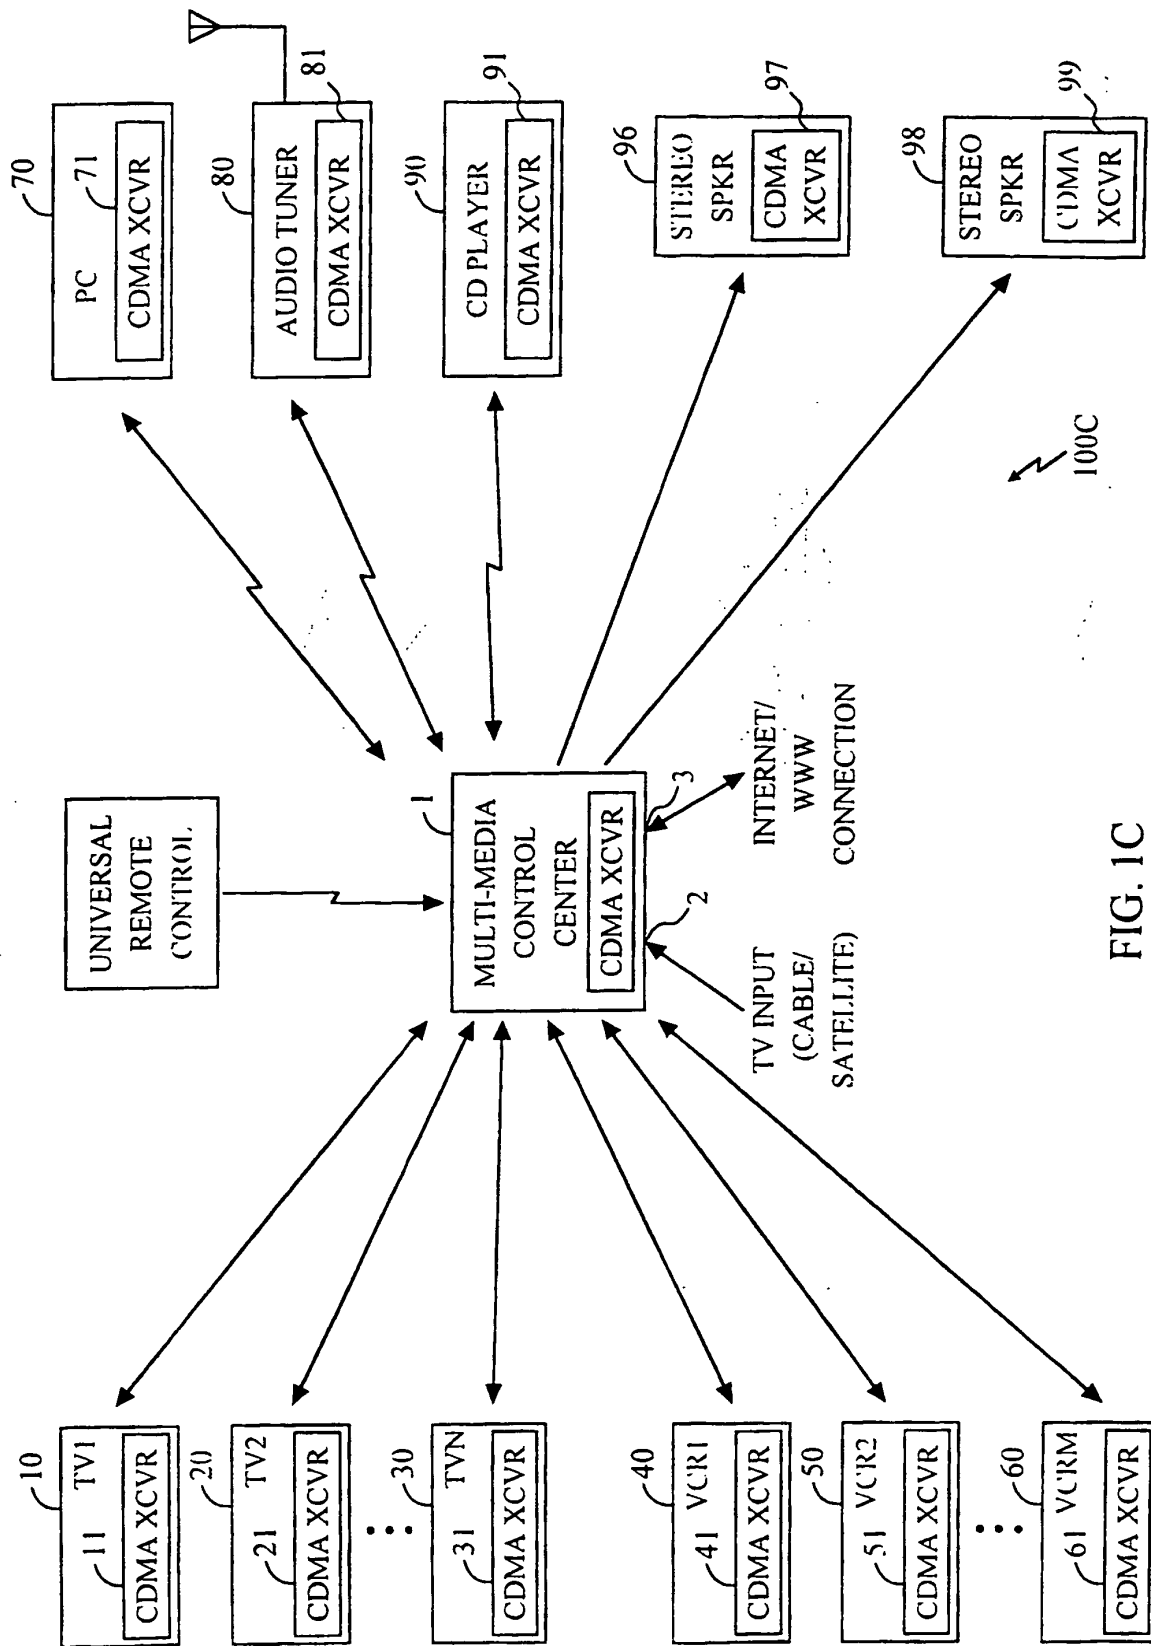 10
TV1
11
CDMA XCVR
20
TV2
21
CDMA XCVR
30
TVN
31
CDMA XCVR
40
VCR1
41
CDMA XCVR
50
VCR2
51
CDMA XCVR
60
VCRM
61
CDMA XCVR
UNIVERSAL
REMOTE
CONTROL
1
MULTI-MEDIA
CONTROL
CENTER
CDMA XCVR
2
3
TV INPUT
(CABLE/
SATELLITE)
INTERNET/
WWW
CONNECTION
70
PC
71
CDMA XCVR
80
AUDIO TUNER
81
CDMA XCVR
90
CD PLAYER
91
CDMA XCVR
96
STEREO
SPKR
97
CDMA
XCVR
98
STEREO
SPKR
99
CDMA
XCVR
100C
FIG. 1C